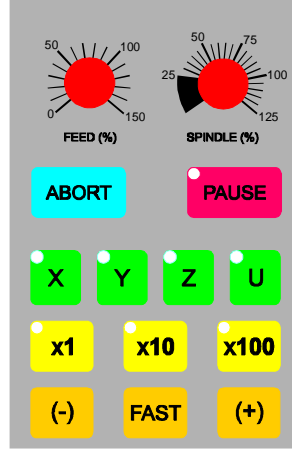 50 100
0 150
FEED (%)
50 75
25 100
125
SPINDLE (%)
ABORT PAUSE
X Y Z U
x1 x10 x100
(-) FAST (+)